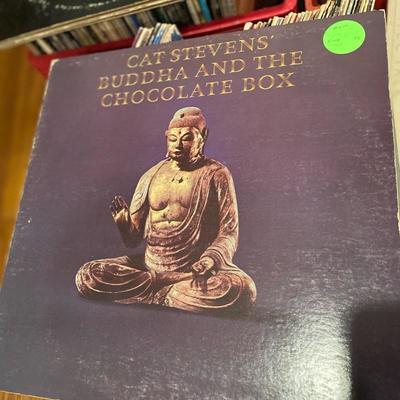 CAT STEVENS'
BUDDHA AND THE
CHOCOLATE BOX